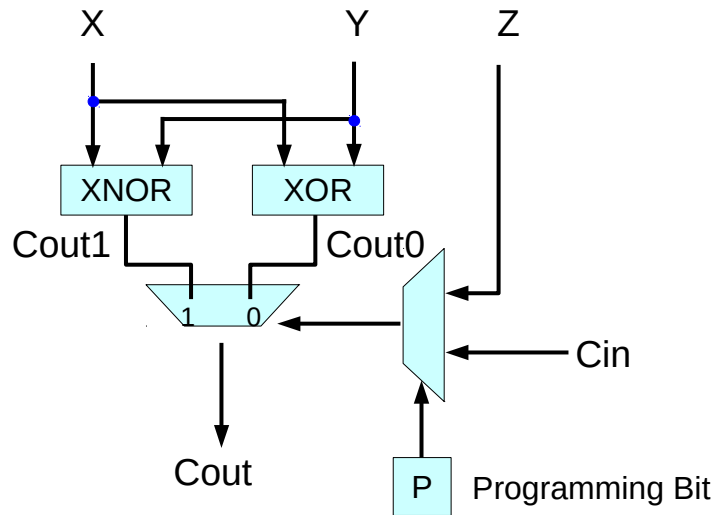 X Y Z
XNOR XOR
Cout1 Cout0
1 0
Cin
Cout
P Programming Bit